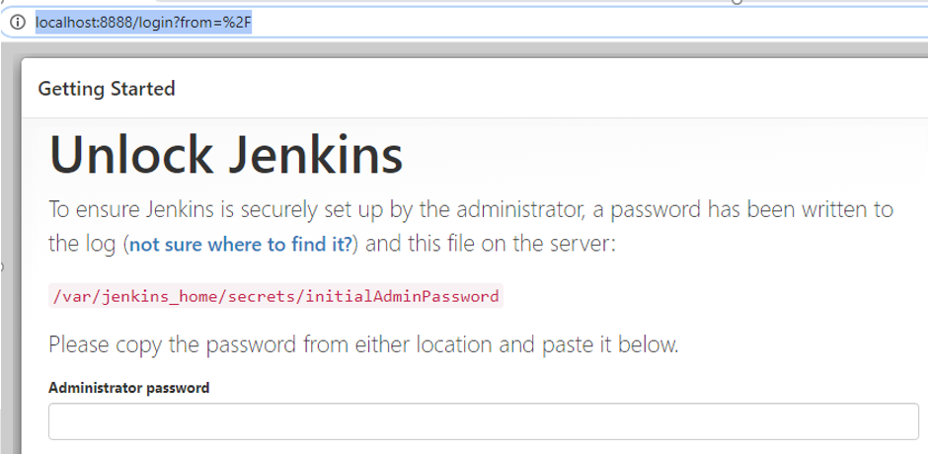 localhost:8888/login?from=%2F
Getting Started
Unlock Jenkins
To ensure Jenkins is securely set up by the administrator, a password has been written to
the log (not sure where to find it?) and this file on the server:
/var/jenkins_home/secrets/initialAdminPassword
Please copy the password from either location and paste it below.
Administrator password